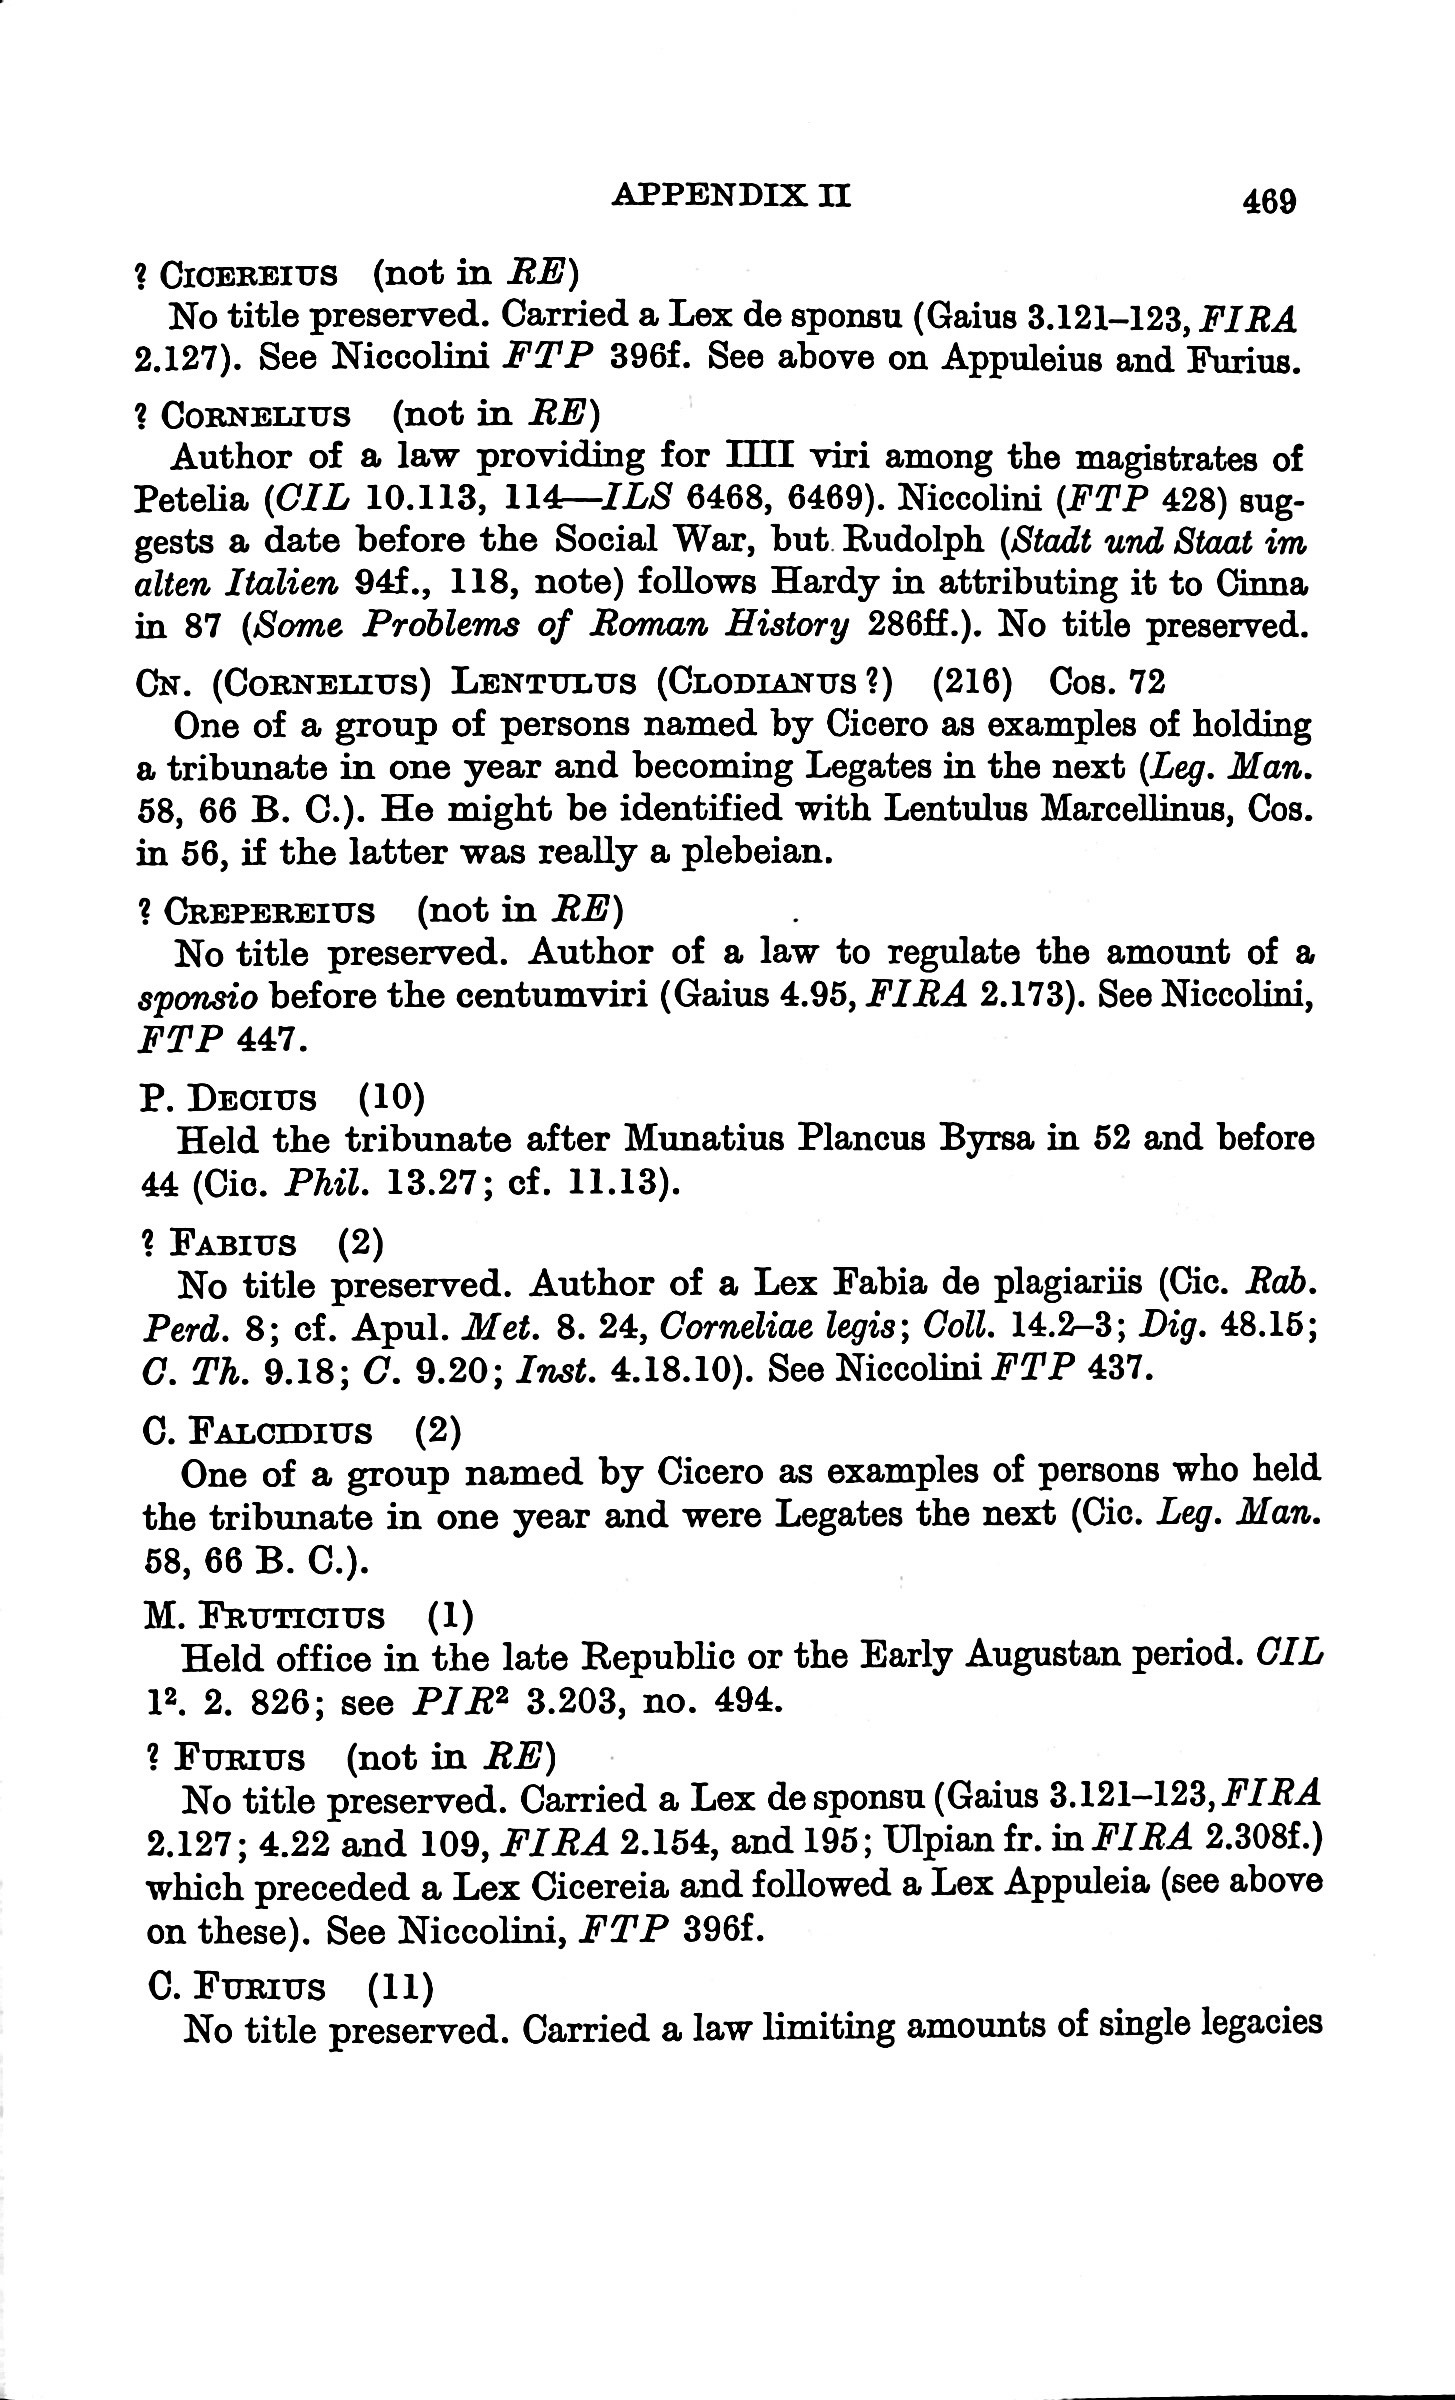 APPENDIX II 469
? CICEREIUS (not in RE)
No title preserved. Carried a Lex de sponsu (Gaius 3.121–123, FIRA
2.127). See Niccolini FTP 396f. See above on Appuleius and Furius.
? CORNELIUS (not in RE)
Author of a law providing for IIII viri among the magistrates of
Petelia (CIL 10.113, 114—ILS 6468, 6469). Niccolini (FTP 428) sug-
gests a date before the Social War, but Rudolph (Stadt und Staat im
alten Italien 94f., 118, note) follows Hardy in attributing it to Cinna
in 87 (Some Problems of Roman History 286ff.). No title preserved.
CN. (CORNELIUS) LENTULUS (CLODIANUS ?) (216) Cos. 72
One of a group of persons named by Cicero as examples of holding
a tribunate in one year and becoming Legates in the next (Leg. Man.
58, 66 B. C.). He might be identified with Lentulus Marcellinus, Cos.
in 56, if the latter was really a plebeian.
? CREPEREIUS (not in RE)
No title preserved. Author of a law to regulate the amount of a
sponsio before the centumviri (Gaius 4.95, FIRA 2.173). See Niccolini,
FTP 447.
P. DECIUS (10)
Held the tribunate after Munatius Plancus Byrsa in 52 and before
44 (Cic. Phil. 13.27; cf. 11.13).
? FABIUS (2)
No title preserved. Author of a Lex Fabia de plagiariis (Cic. Rab.
Perd. 8; cf. Apul. Met. 8. 24, Corneliae legis; Coll. 14.2–3; Dig. 48.15;
C. Th. 9.18; C. 9.20; Inst. 4.18.10). See Niccolini FTP 437.
C. FALCIDIUS (2)
One of a group named by Cicero as examples of persons who held
the tribunate in one year and were Legates the next (Cic. Leg. Man.
58, 66 B. C.).
M. FRUTICIUS (1)
Held office in the late Republic or the Early Augustan period. CIL
1². 2. 826; see PIR² 3.203, no. 494.
? FURIUS (not in RE)
No title preserved. Carried a Lex de sponsu (Gaius 3.121–123, FIRA
2.127; 4.22 and 109, FIRA 2.154, and 195; Ulpian fr. in FIRA 2.308f.)
which preceded a Lex Cicereia and followed a Lex Appuleia (see above
on these). See Niccolini, FTP 396f.
C. FURIUS (11)
No title preserved. Carried a law limiting amounts of single legacies